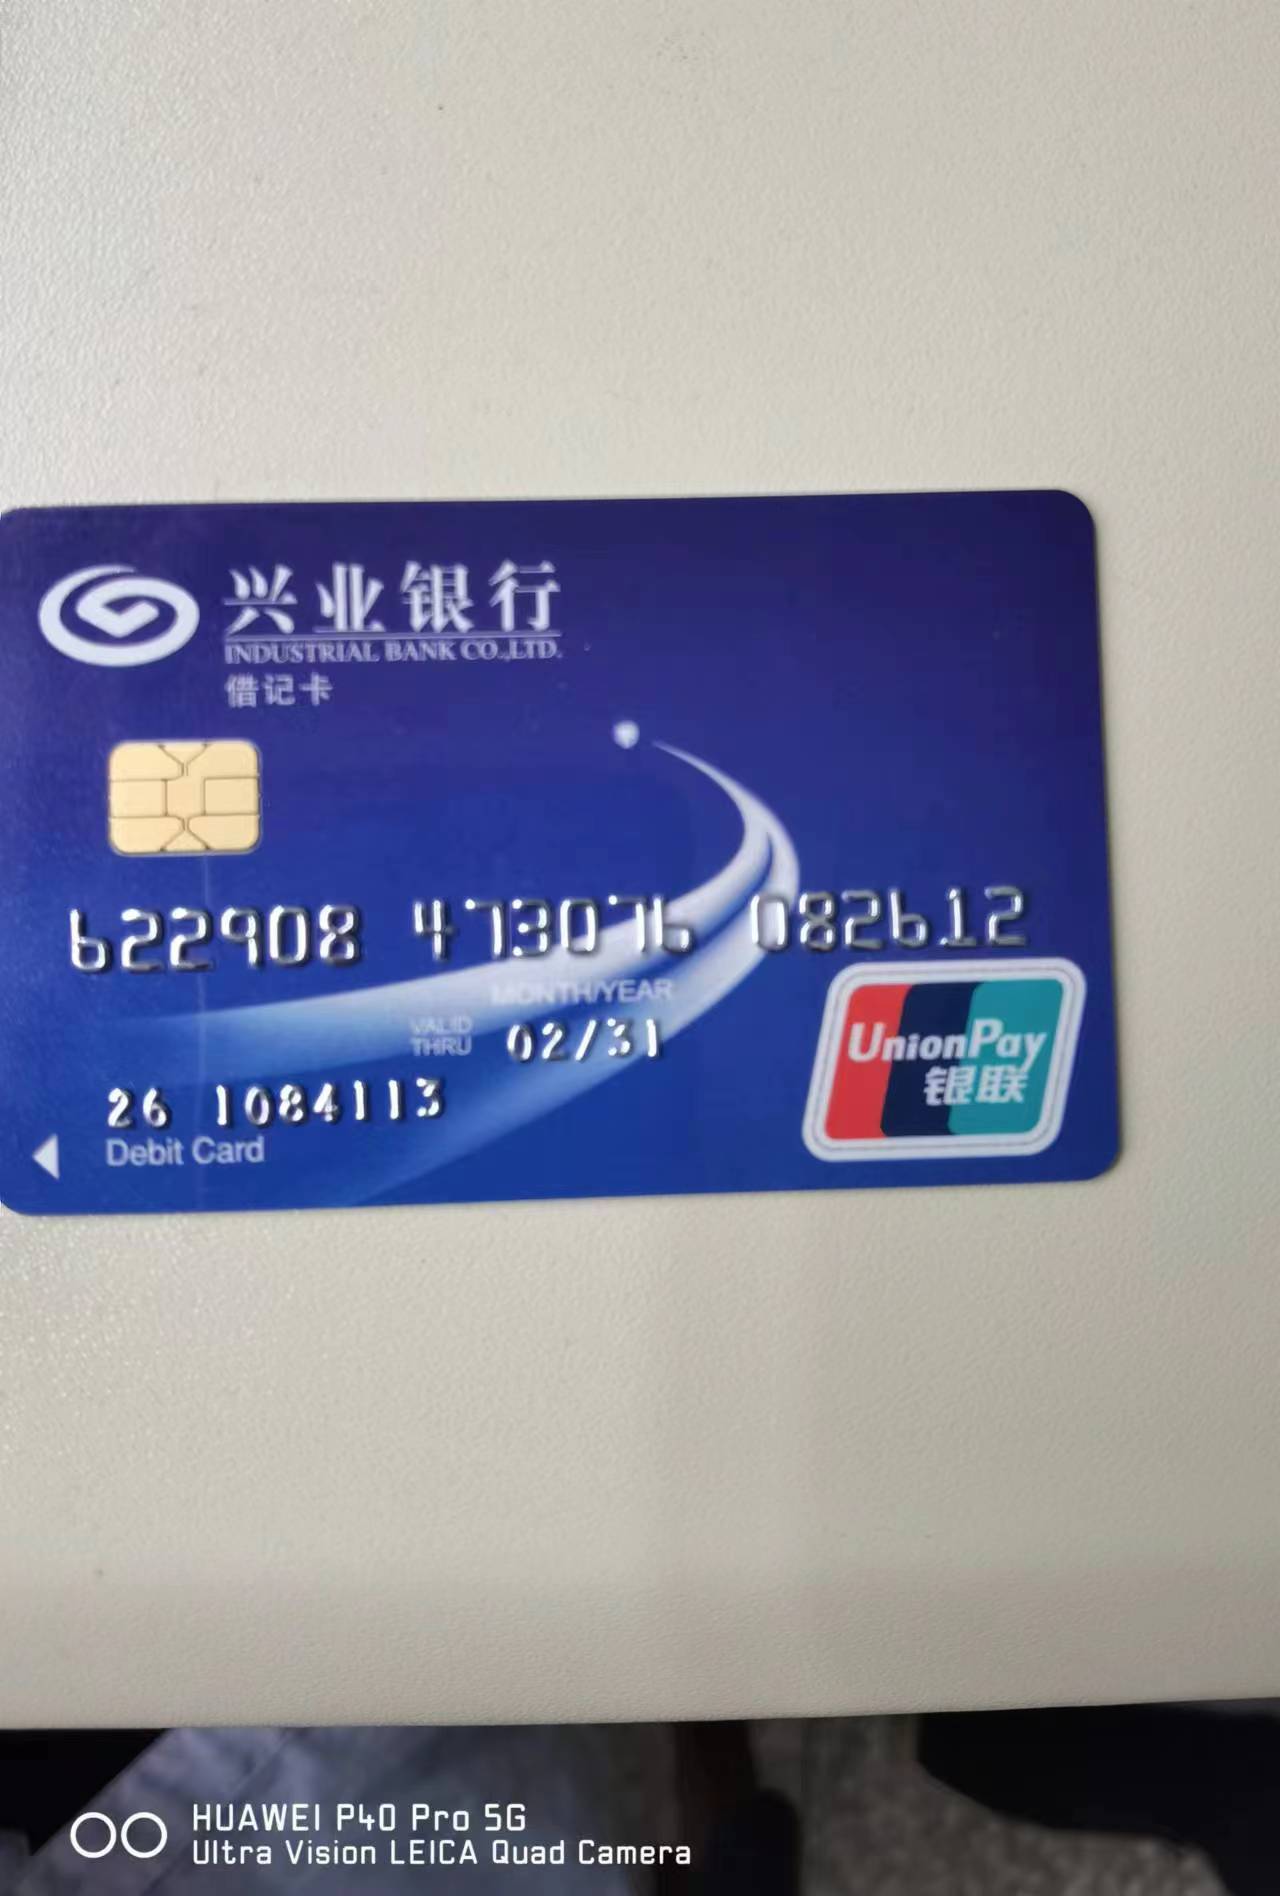 兴业银行
INDUSTRIAL BANK CO.,LTD.
借记卡
622908 473076 082612
MONTH/YEAR
VALID THRU 02/31
26 1084113
Debit Card
UnionPay
银联
HUAWEI P40 Pro 5G
Ultra Vision LEICA Quad Camera